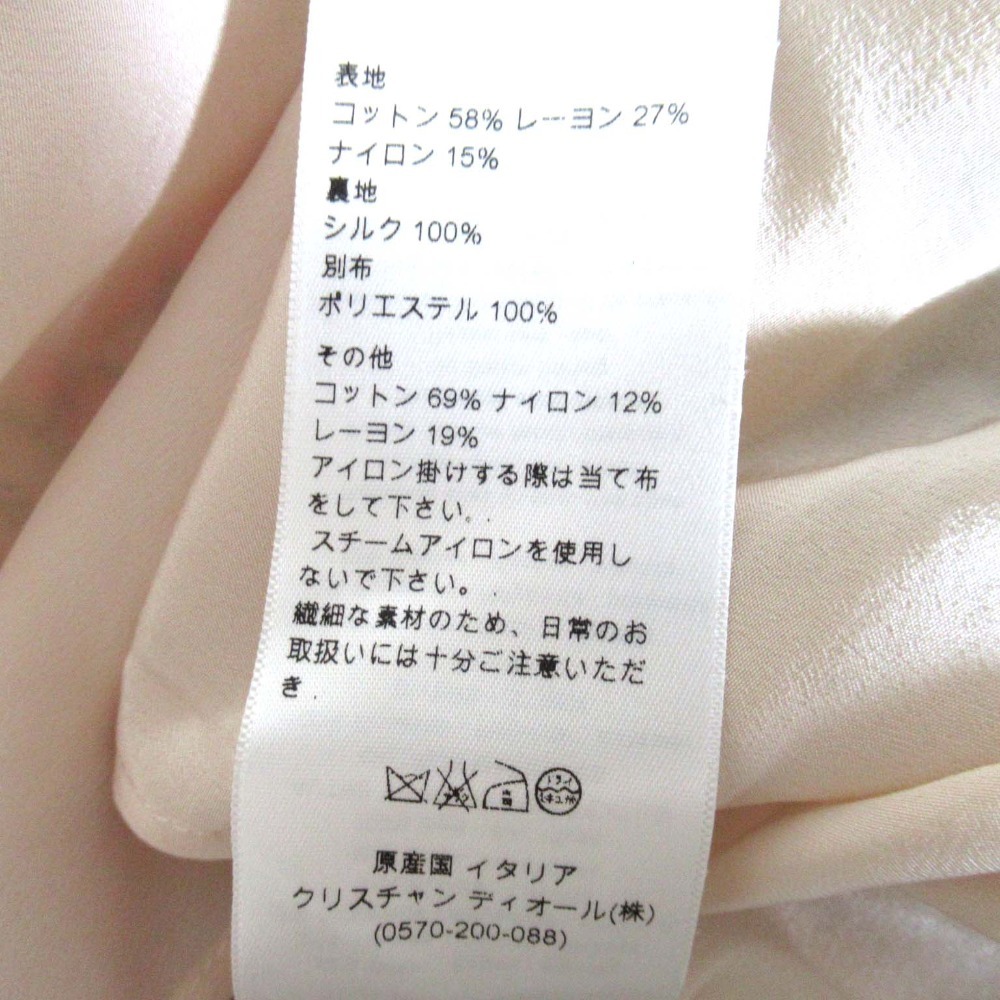 表地
コットン 58% レーヨン 27%
ナイロン 15%
裏地
シルク 100%
別布
ポリエステル 100%
その他
コットン 69% ナイロン 12%
レーヨン 19%
アイロン掛けする際は当て布
をして下さい。.
スチームアイロンを使用し
ないで下さい。.
繊細な素材のため、日常のお
取扱いには十分ご注意いただ
き.
ドライ
セキユ系
原産国 イタリア
クリスチャン ディオール(株)
(0570-200-088)